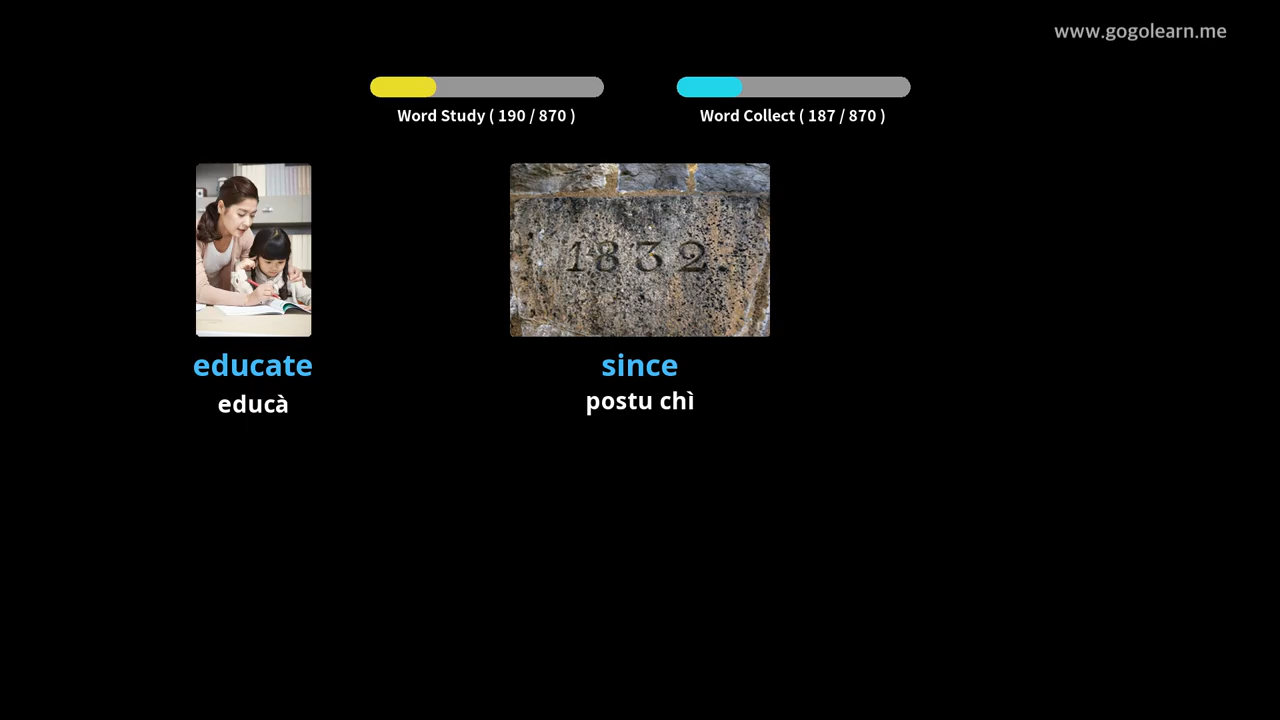 www.gogolearn.me
Word Study ( 190 / 870 )
Word Collect ( 187 / 870 )
1832.
educate
educà
since
postu chì